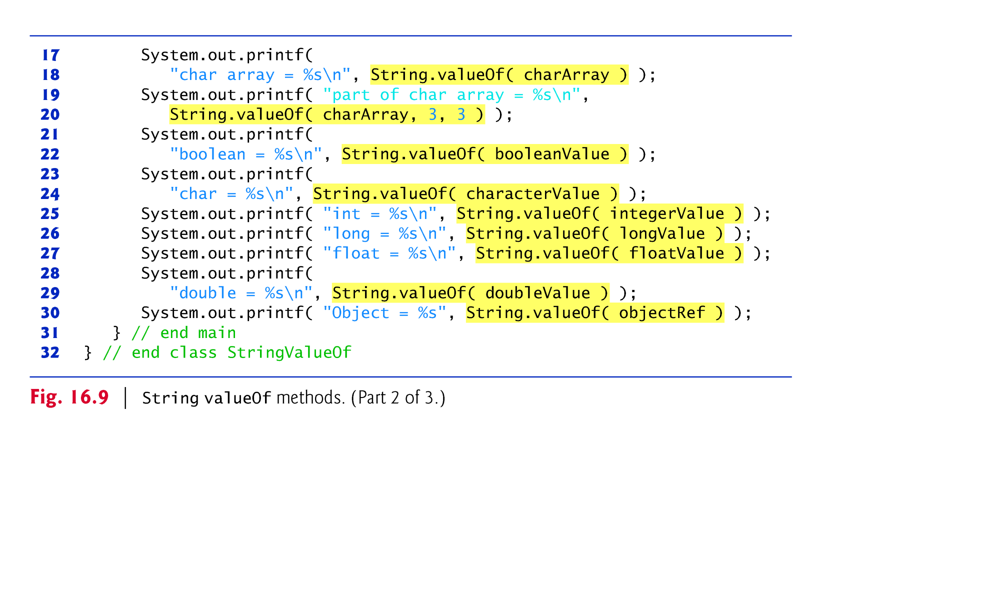 17 System.out.printf(
18 "char array = %s\n", String.valueOf( charArray ) );
19 System.out.printf( "part of char array = %s\n",
20 String.valueOf( charArray, 3, 3 ) );
21 System.out.printf(
22 "boolean = %s\n", String.valueOf( booleanValue ) );
23 System.out.printf(
24 "char = %s\n", String.valueOf( characterValue ) );
25 System.out.printf( "int = %s\n", String.valueOf( integerValue ) );
26 System.out.printf( "long = %s\n", String.valueOf( longValue ) );
27 System.out.printf( "float = %s\n", String.valueOf( floatValue ) );
28 System.out.printf(
29 "double = %s\n", String.valueOf( doubleValue ) );
30 System.out.printf( "Object = %s", String.valueOf( objectRef ) );
31 } // end main
32 } // end class StringValueOf
Fig. 16.9 | String valueOf methods. (Part 2 of 3.)